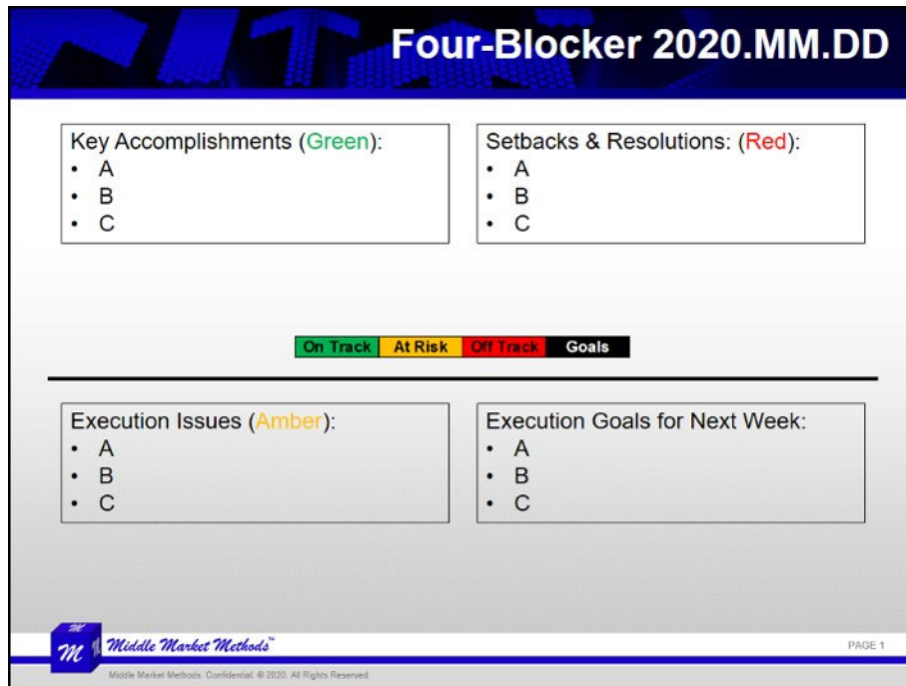 Four-Blocker 2020.MM.DD
Key Accomplishments (Green):
• A
• B
• C
Setbacks & Resolutions: (Red):
• A
• B
• C
On Track At Risk Off Track Goals
Execution Issues (Amber):
• A
• B
• C
Execution Goals for Next Week:
• A
• B
• C
M
M
M
Middle Market Methods™
PAGE 1
Middle Market Methods. Confidential. © 2020. All Rights Reserved.